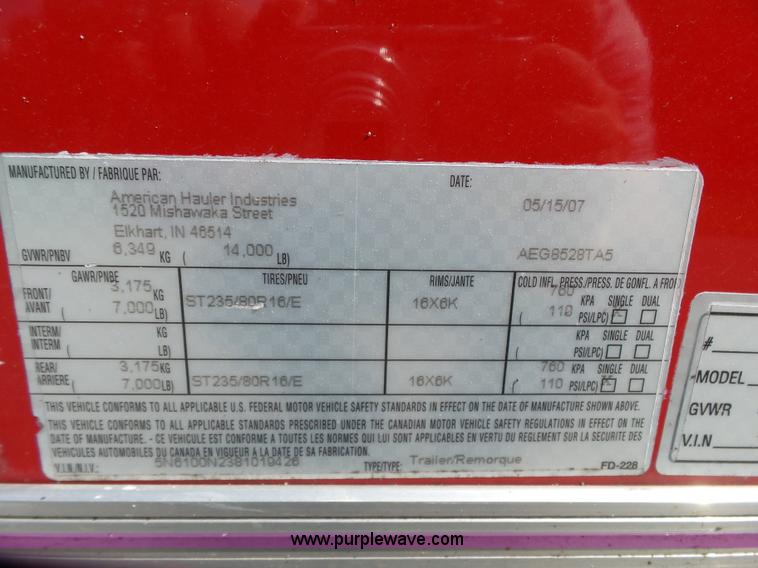 MANUFACTURED BY / FABRIQUE PAR: DATE:
American Hauler Industries
1520 Mishawaka Street 05/15/07
Elkhart, IN 46514
GVWR/PNBV 6,349 KG ( 14,000 LB) AEG8528TA5
GAWR/PNBE TIRES/PNEU RIMS/JANTE COLD INFL. PRESS./PRESS. DE GONFL. A FROID
FRONT/ 3,175 KG 760 KPA SINGLE DUAL
AVANT ( 7,000 LB) ST235/80R16/E 16X6K ( 110 PSI/LPC) X
INTERM/ KG KPA SINGLE DUAL
INTERM ( LB) ( PSI/LPC)
REAR/ 3,175 KG 760 KPA SINGLE DUAL
ARRIERE ( 7,000 LB) ST235/80R16/E 16X6K ( 110 PSI/LPC) X
THIS VEHICLE CONFORMS TO ALL APPLICABLE U.S. FEDERAL MOTOR VEHICLE SAFETY STANDARDS IN EFFECT ON THE DATE OF MANUFACTURE SHOWN ABOVE.
THIS VEHICLE CONFORMS TO ALL APPLICABLE STANDARDS PRESCRIBED UNDER THE CANADIAN MOTOR VEHICLE SAFETY REGULATIONS IN EFFECT ON THE
DATE OF MANUFACTURE. - CE VÉHICULE EST CONFORME A TOUTES LES NORMES QUI LUI SONT APPLICABLES EN VERTU DU REGLEMENT SUR LA SECURITE DES
VEHICULES AUTOMOBILES DU CANADA EN VIGUEUR A LA DATE DE SA FABRICATION.
V.I.N./N.I.V.: 5N6100N2381019426 TYPE/TYPE: Trailer/Remorque FD-228
#
MODEL
GVWR
V.I.N
www.purplewave.com